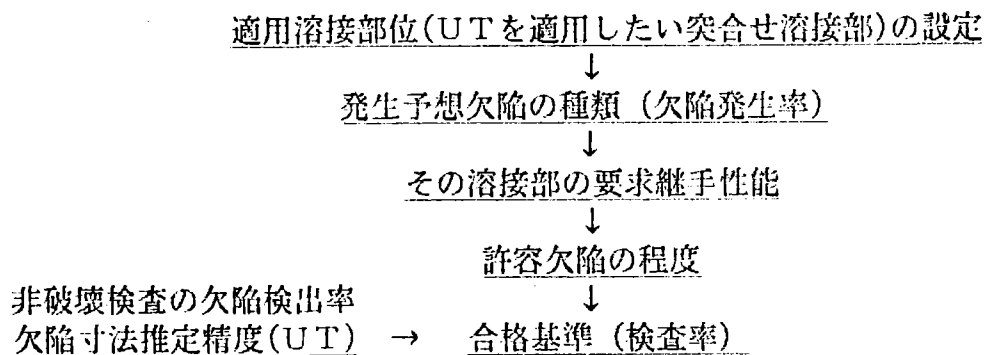 適用溶接部位(UTを適用したい突合せ溶接部)の設定
↓
発生予想欠陥の種類(欠陥発生率)
↓
その溶接部の要求継手性能
↓
許容欠陥の程度
↓
非破壊検査の欠陥検出率
欠陥寸法推定精度(UT) → 合格基準(検査率)